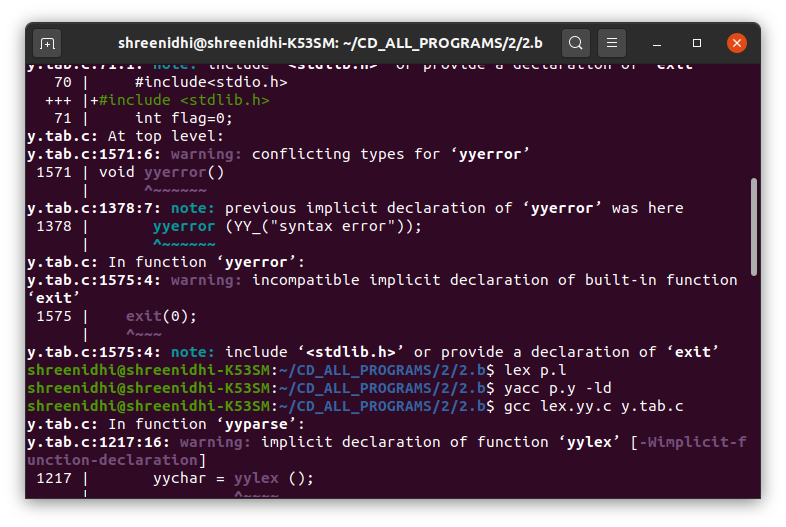 shreenidhi@shreenidhi-K53SM: ~/CD_ALL_PROGRAMS/2/2.b
y.tab.c:71:1: note: include ‘<stdlib.h>’ or provide a declaration of ‘exit’
   70 |     #include<stdio.h>
  +++ |+#include <stdlib.h>
   71 |     int flag=0;
y.tab.c: At top level:
y.tab.c:1571:6: warning: conflicting types for ‘yyerror’
 1571 | void yyerror()
      |      ^~~~~~~
y.tab.c:1378:7: note: previous implicit declaration of ‘yyerror’ was here
 1378 |       yyerror (YY_("syntax error"));
      |       ^~~~~~~
y.tab.c: In function ‘yyerror’:
y.tab.c:1575:4: warning: incompatible implicit declaration of built-in function
‘exit’
 1575 |    exit(0);
      |    ^~~~
y.tab.c:1575:4: note: include ‘<stdlib.h>’ or provide a declaration of ‘exit’
shreenidhi@shreenidhi-K53SM:~/CD_ALL_PROGRAMS/2/2.b$ lex p.l
shreenidhi@shreenidhi-K53SM:~/CD_ALL_PROGRAMS/2/2.b$ yacc p.y -ld
shreenidhi@shreenidhi-K53SM:~/CD_ALL_PROGRAMS/2/2.b$ gcc lex.yy.c y.tab.c
y.tab.c: In function ‘yyparse’:
y.tab.c:1217:16: warning: implicit declaration of function ‘yylex’ [-Wimplicit-f
unction-declaration]
 1217 |       yychar = yylex ();
      |                ^~~~~